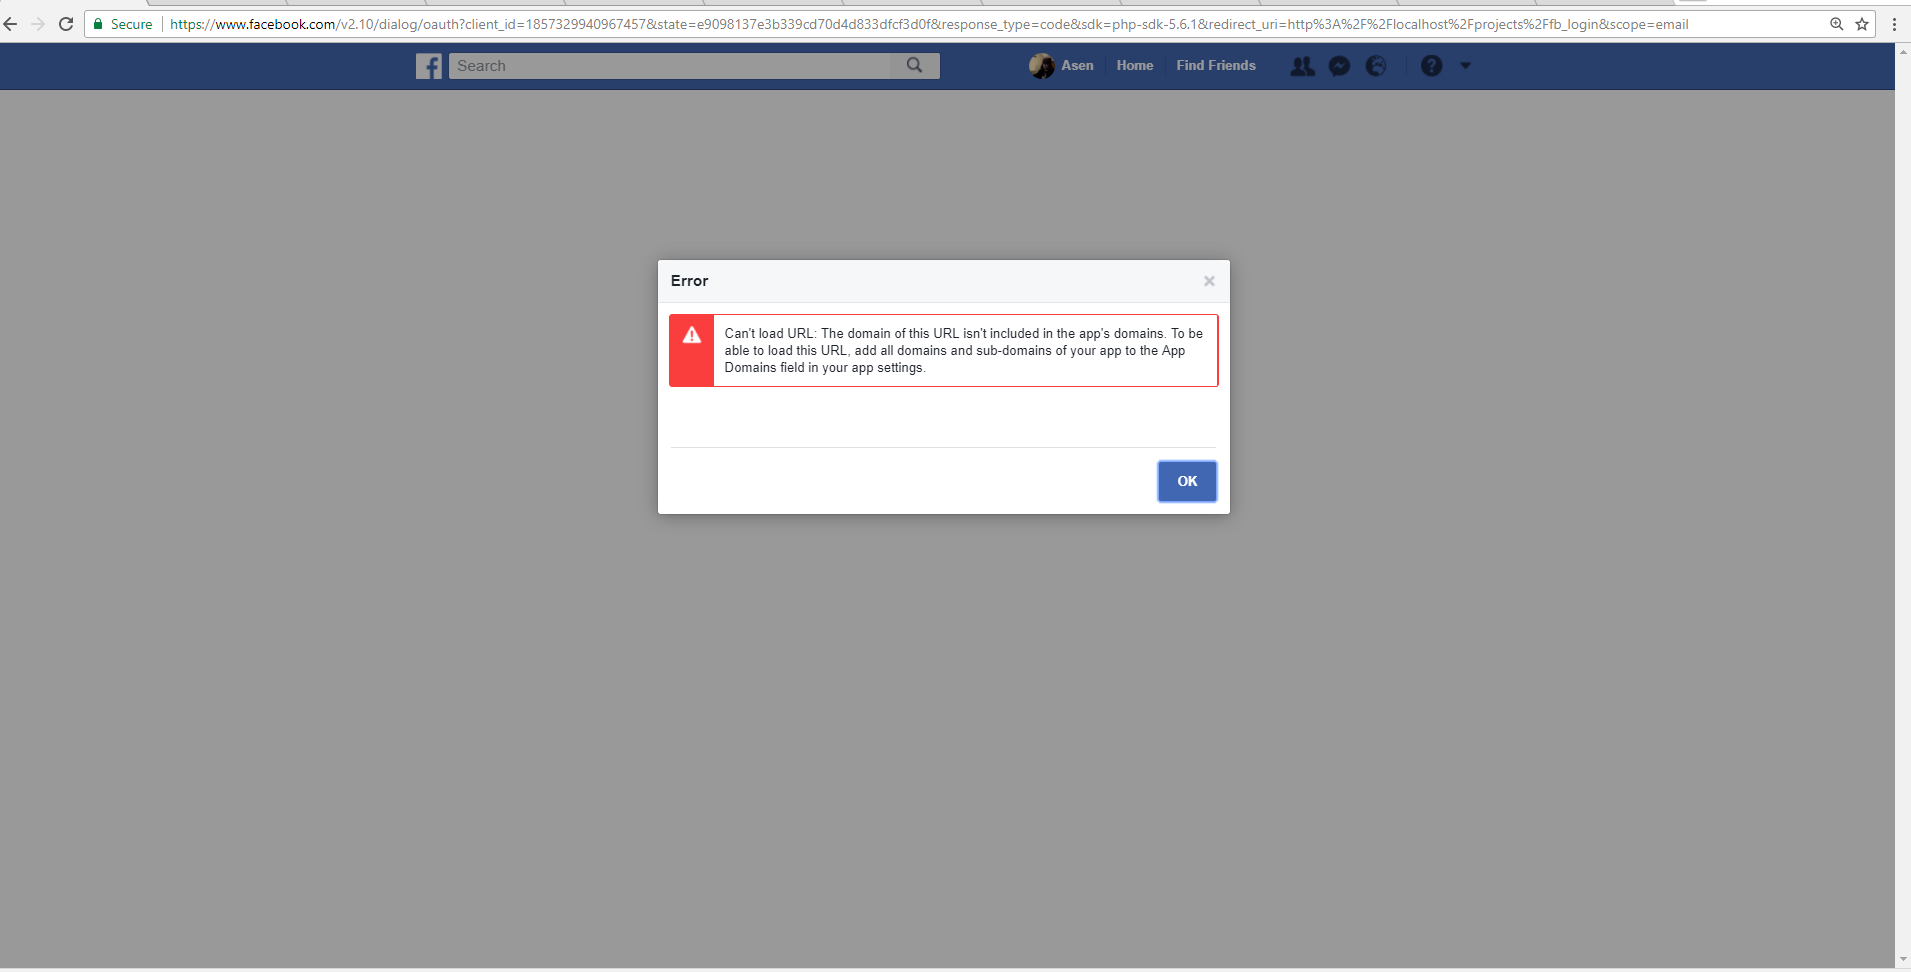 Secure
https://www.facebook.com/v2.10/dialog/oauth?client_id=1857329940967457&state=e9098137e3b339cd70d4d833dfcf3d0f&response_type=code&sdk=php-sdk-5.6.1&redirect_uri=http%3A%2F%2Flocalhost%2Fprojects%2Ffb_login&scope=email
Search
Asen
Home
Find Friends
Error
Can't load URL: The domain of this URL isn't included in the app's domains. To be
able to load this URL, add all domains and sub-domains of your app to the App
Domains field in your app settings.
OK